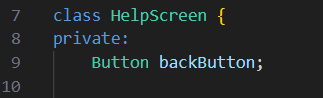 7 class HelpScreen {
8 private:
9     Button backButton;
10